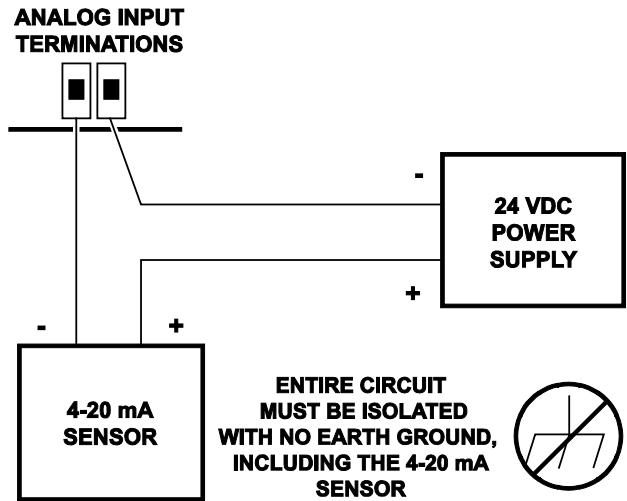 ANALOG INPUT
TERMINATIONS
-
24 VDC
POWER
SUPPLY
+
-
+
4-20 mA
SENSOR
ENTIRE CIRCUIT
MUST BE ISOLATED
WITH NO EARTH GROUND,
INCLUDING THE 4-20 mA
SENSOR